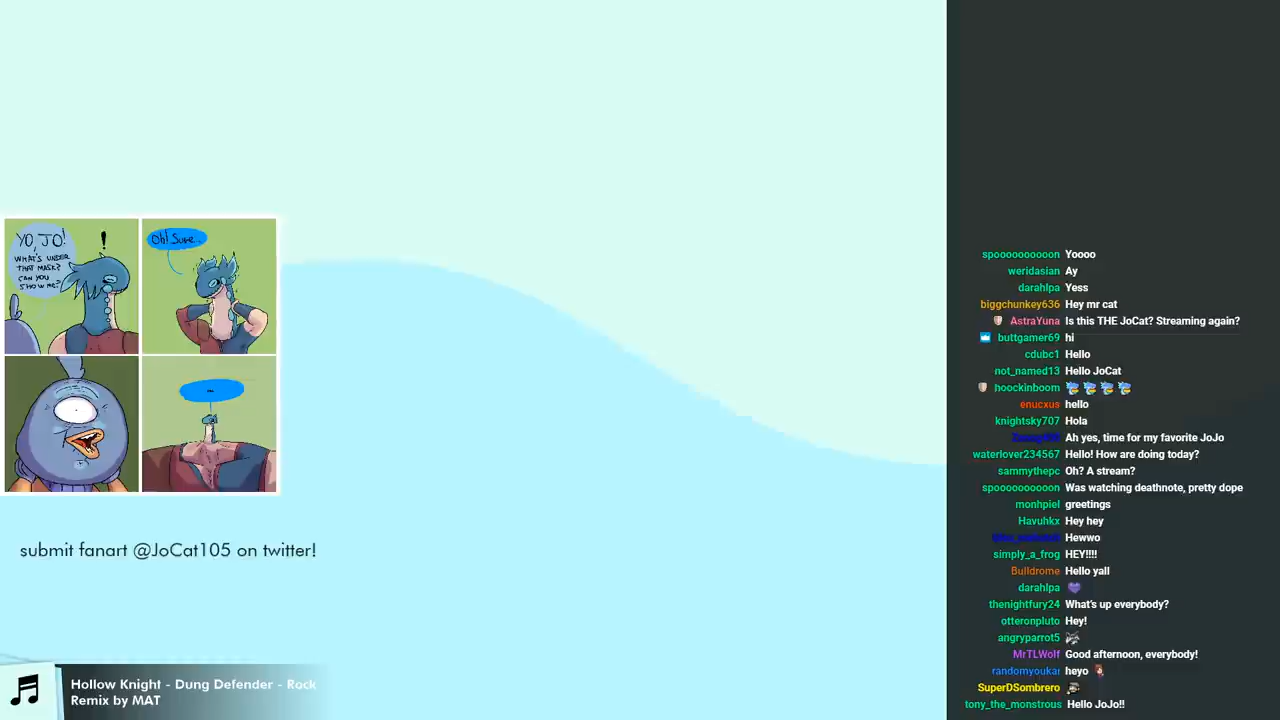 YO, JO!
WHAT'S UNDER
THAT MASK?
CAN YOU
SHOW ME?
!
Oh! Sure..
...
submit fanart @JoCat105 on twitter!
Hollow Knight - Dung Defender - Rock
Remix by MAT
spoooooooooon Yoooo
weridasian Ay
darahlpa Yess
biggchunkey636 Hey mr cat
AstraYuna Is this THE JoCat? Streaming again?
buttgamer69 hi
cdubc1 Hello
not_named13 Hello JoCat
hoockinboom
enucxus hello
knightsky707 Hola
Ah yes, time for my favorite JoJo
waterlover234567 Hello! How are doing today?
sammythepc Oh? A stream?
spoooooooooon Was watching deathnote, pretty dope
monhpiel greetings
Havuhkx Hey hey
Hewwo
simply_a_frog HEY!!!!
Bulldrome Hello yall
darahlpa
thenightfury24 What's up everybody?
otteronpluto Hey!
angryparrot5
MrTLWolf Good afternoon, everybody!
randomyoukai heyo
SuperDSombrero
tony_the_monstrous Hello JoJo!!